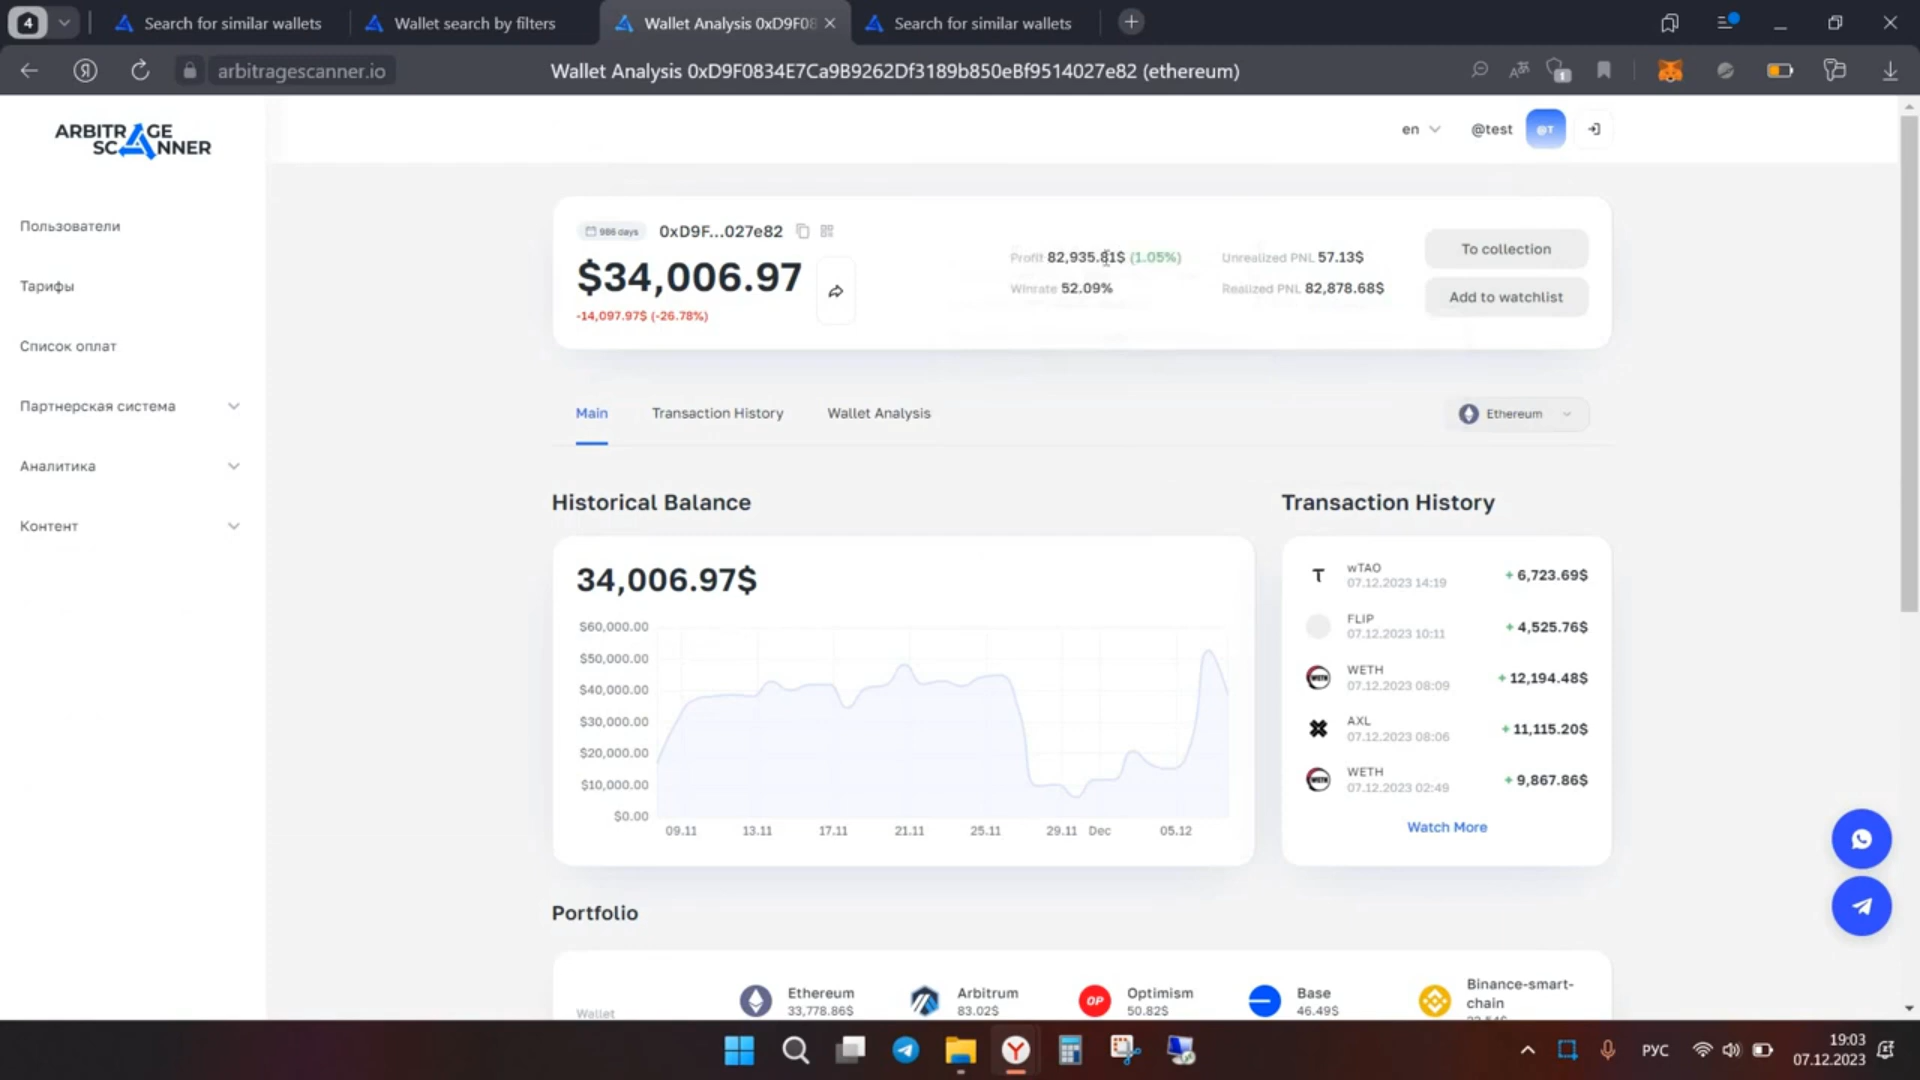 4
Search for similar wallets
Wallet search by filters
Wallet Analysis 0xD9F08
Search for similar wallets
Я
arbitragescanner.io
Wallet Analysis 0xD9F0834E7Ca9B9262Df3189b850eBf9514027e82 (ethereum)
1
ARBITRAGE
SCANNER
en
@test
@T
Пользователи
Тарифы
Список оплат
Партнерская система
Аналитика
Контент
986 days
0xD9F...027e82
$34,006.97
-14,097.97$ (-26.78%)
Profit 82,935.81$ (1.05%)
Winrate 52.09%
Unrealized PNL 57.13$
Realized PNL 82,878.68$
To collection
Add to watchlist
Main
Transaction History
Wallet Analysis
Ethereum
Historical Balance
34,006.97$
$60,000.00
$50,000.00
$40,000.00
$30,000.00
$20,000.00
$10,000.00
$0.00
09.11
13.11
17.11
21.11
25.11
29.11
Dec
05.12
Transaction History
wTAO
07.12.2023 14:19
+ 6,723.69$
FLIP
07.12.2023 10:11
+ 4,525.76$
WETH
07.12.2023 08:09
+ 12,194.48$
AXL
07.12.2023 08:06
+ 11,115.20$
WETH
07.12.2023 02:49
+ 9,867.86$
Watch More
Portfolio
Wallet
Ethereum
33,778.86$
Arbitrum
83.02$
OP
Optimism
50.82$
Base
46.49$
Binance-smart-
chain
РУС
19:03
07.12.2023